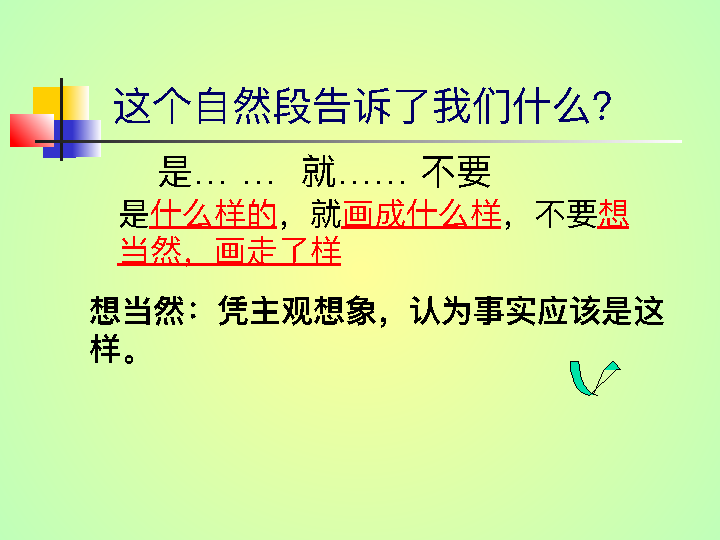 这个自然段告诉了我们什么？
是… … 就…… 不要
是什么样的，就画成什么样，不要想
当然，画走了样
想当然：凭主观想象，认为事实应该是这
样。